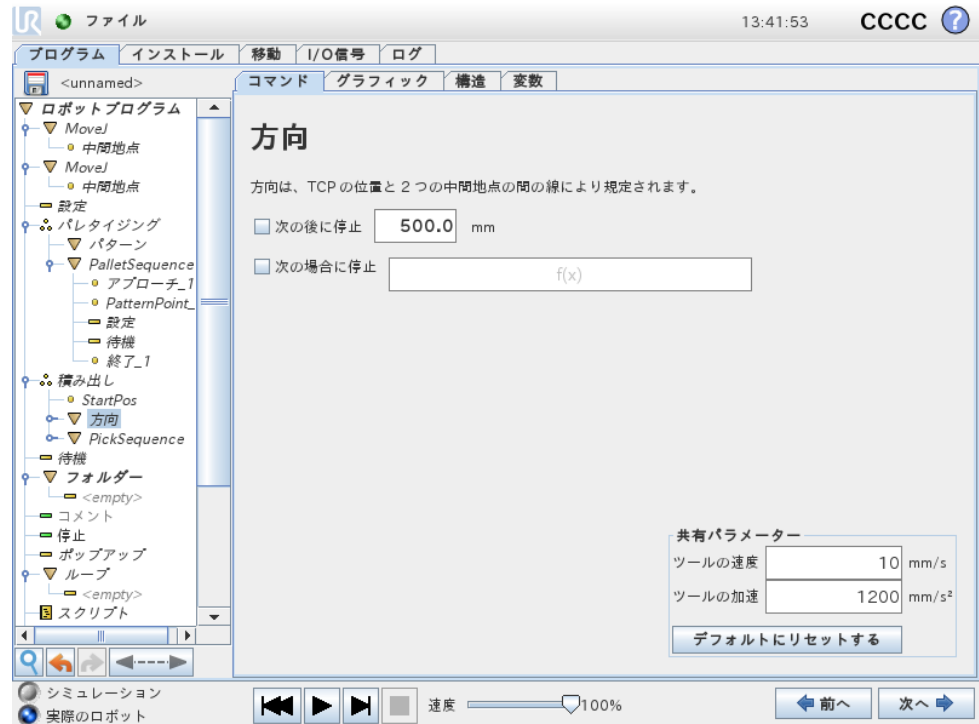 UR ファイル 13:41:53 CCCC ?
プログラム インストール 移動 I/O信号 ログ
<unnamed>
コマンド グラフィック 構造 変数
ロボットプログラム
MoveJ
中間地点
MoveJ
中間地点
設定
パレタイジング
パターン
PalletSequence
アプローチ_1
PatternPoint_
設定
待機
終了_1
積み出し
StartPos
方向
PickSequence
待機
フォルダー
<empty>
コメント
停止
ポップアップ
ループ
<empty>
スクリプト
方向
方向は、TCPの位置と2つの中間地点の間の線により規定されます。
次の後に停止 500.0 mm
次の場合に停止 f(x)
共有パラメーター
ツールの速度 10 mm/s
ツールの加速 1200 mm/s²
デフォルトにリセットする
シミュレーション
実際のロボット
速度 100%
前へ 次へ